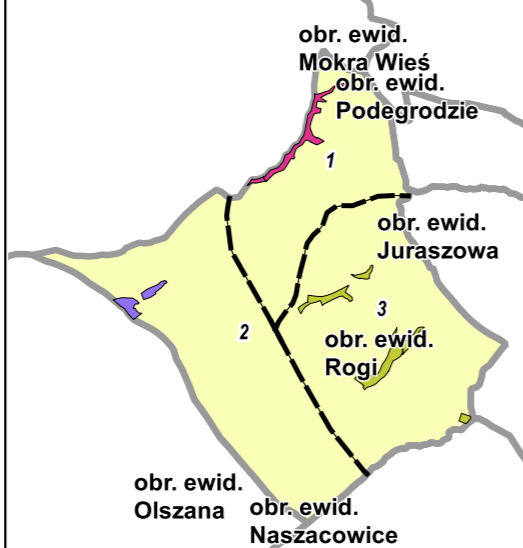 obr. ewid.
Mokra Wieś
obr. ewid.
Podegrodzie
1
obr. ewid.
Juraszowa
3
2
obr. ewid.
Rogi
obr. ewid.
Olszana
obr. ewid.
Naszacowice